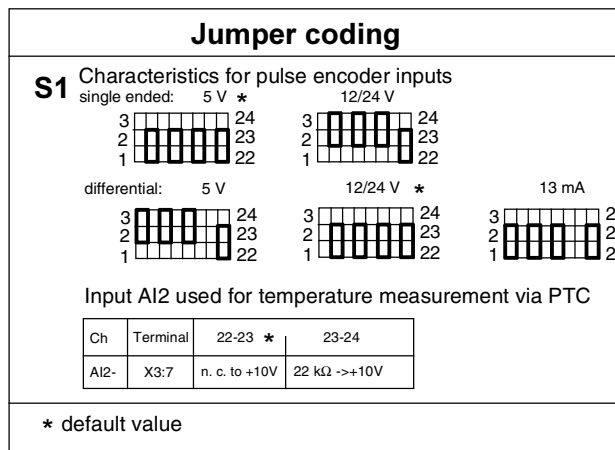 Jumper coding
S1 Characteristics for pulse encoder inputs
single ended: 5 V * 12/24 V
3 24 3 24
2 23 2 23
1 22 1 22
differential: 5 V 12/24 V * 13 mA
3 24 3 24 3 2
2 23 2 23 2 2
1 22 1 22 1 2
Input AI2 used for temperature measurement via PTC
Ch Terminal 22-23 * 23-24
AI2- X3:7 n. c. to +10V 22 kΩ ->+10V
* default value